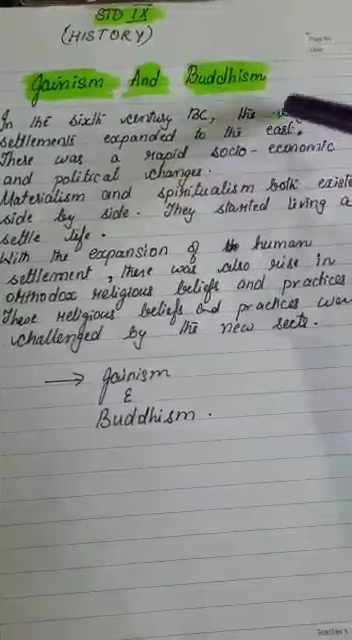 STD IX
(HISTORY)
Jainism And Buddhism
In the sixth century BC, the
settlements expanded to the east.
There was a rapid socio-economic
and political changes.
Materialism and spiritualism both existe
side by side. They started living a
settle life.
With the expansion of the human
settlement, there was also rise in
orthodox religious beliefs and practices
These religious beliefs and practices wer
challenged by the new sects.
→ Jainism
&
Buddhism.